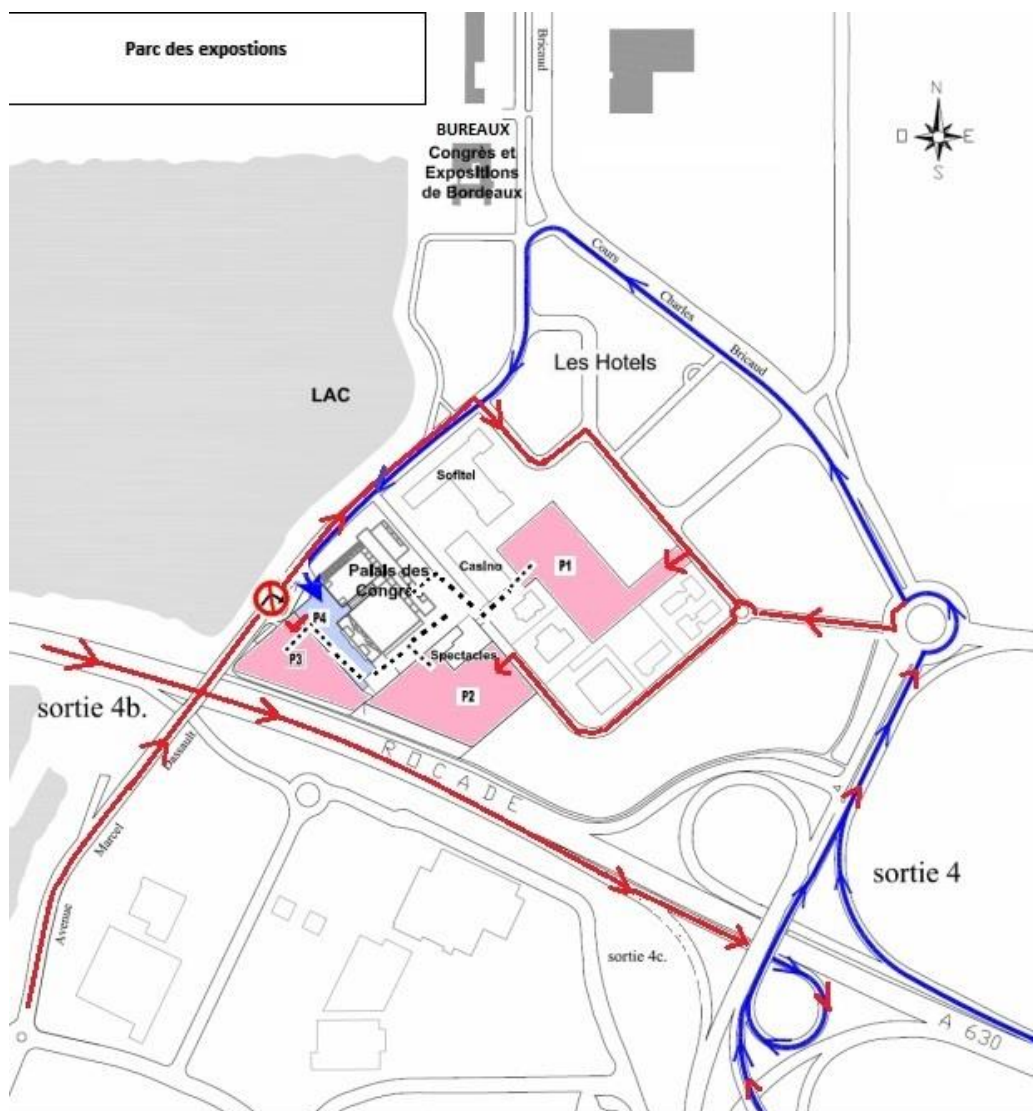 Parc des expostions
Bricaud
BUREAUX
Congrès et
Expositions
de Bordeaux
N
O
E
S
Cours
Charles
Bricaud
Les Hotels
LAC
Sofitel
Casino
P1
Palais des
Congrè
P4
P3
Spectacles
P2
sortie 4b.
Dassault
Marcel
Avenue
ROCADE
sortie 4
sortie 4c.
A 630